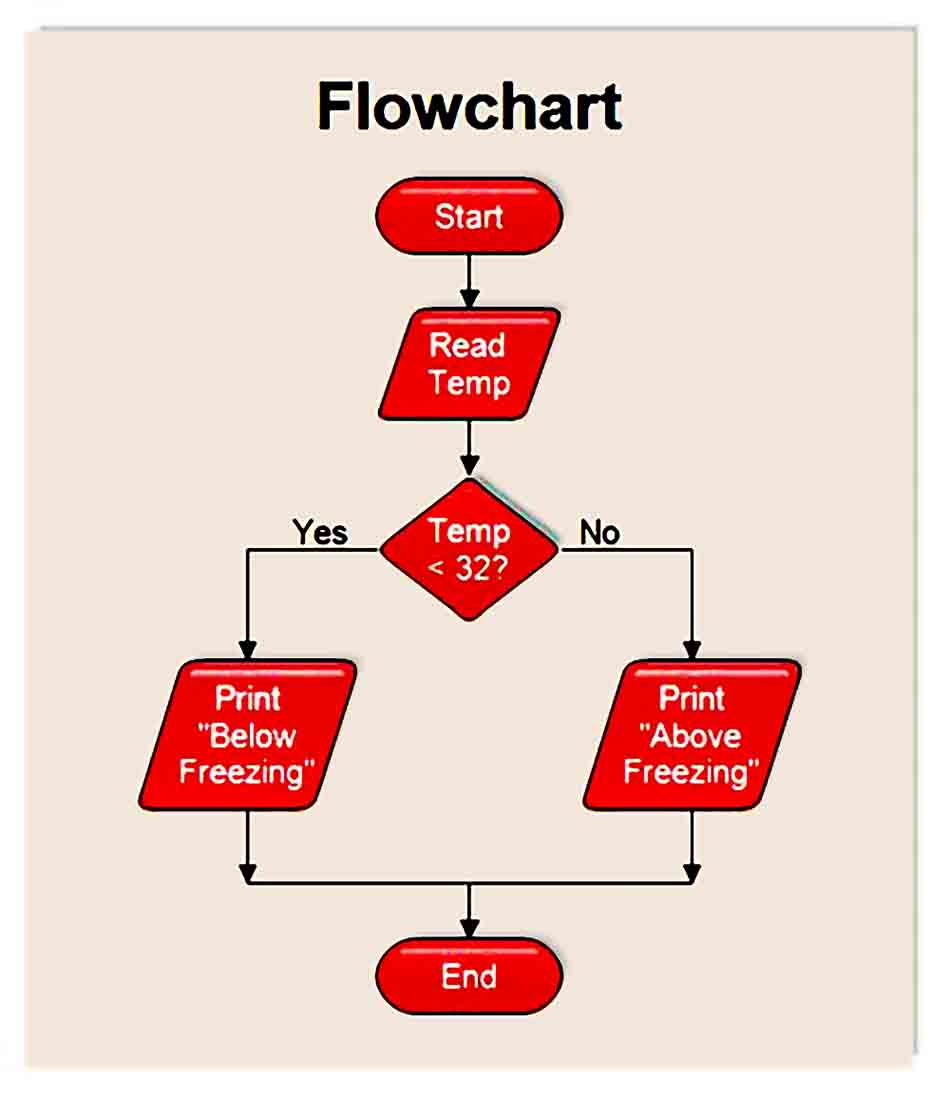 Flowchart
Start
Read
Temp
Temp
< 32?
Yes
No
Print
"Below
Freezing"
Print
"Above
Freezing"
End